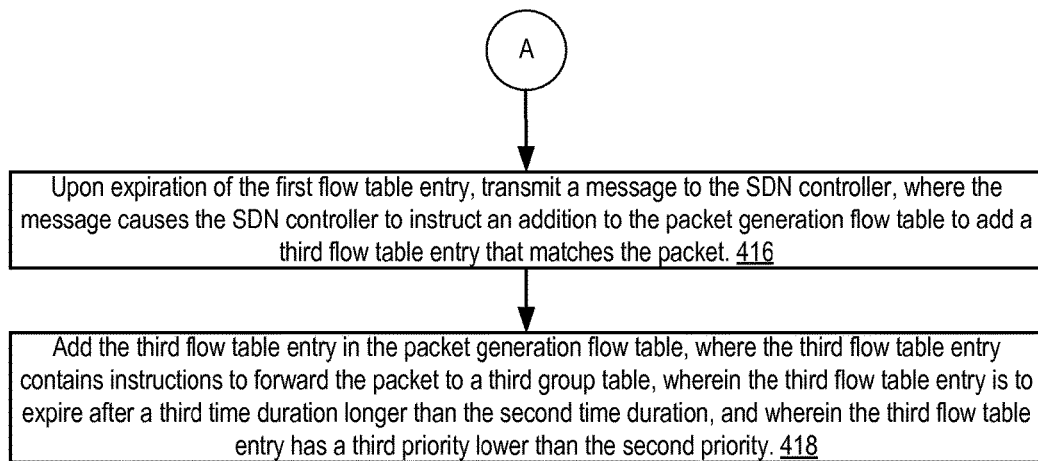 A
Upon expiration of the first flow table entry, transmit a message to the SDN controller, where the
message causes the SDN controller to instruct an addition to the packet generation flow table to add a
third flow table entry that matches the packet. 416
Add the third flow table entry in the packet generation flow table, where the third flow table entry
contains instructions to forward the packet to a third group table, wherein the third flow table entry is to
expire after a third time duration longer than the second time duration, and wherein the third flow table
entry has a third priority lower than the second priority. 418